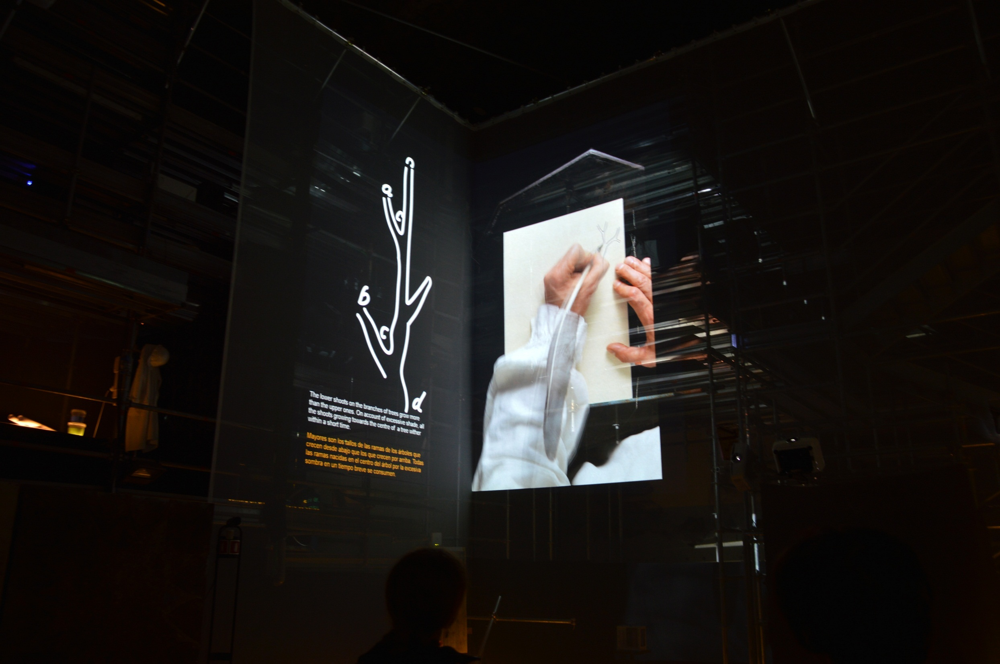 n
a
c
b
c
d
The lower shoots on the branches of trees grow more
than the upper ones. On account of excessive shade, all
the shoots growing towards the centre of a tree wither
within a short time.
Mayores son los tallos de las ramas de los árboles que
crecen desde abajo que los que crecen por arriba. Todas
las ramas nacidas en el centro del árbol por la excesiva
sombra en un tiempo breve se consumen.